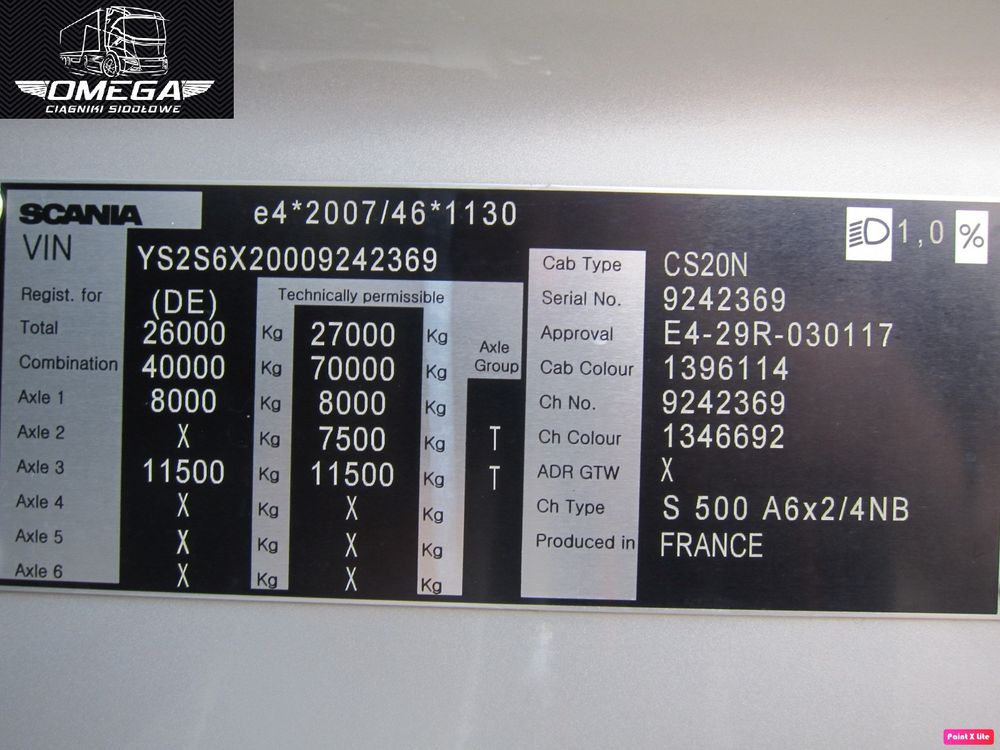 OMEGA
CIĄGNIKI SIODŁOWE
SCANIA e4*2007/46*1130 1,0 %
VIN YS2S6X20009242369
Regist. for (DE) Technically permissible
Total 26000 Kg 27000 Kg
Combination 40000 Kg 70000 Kg Axle Group
Axle 1 8000 Kg 8000 Kg
Axle 2 X Kg 7500 Kg T
Axle 3 11500 Kg 11500 Kg T
Axle 4 X Kg X Kg
Axle 5 X Kg X Kg
Axle 6 X Kg X Kg
Cab Type CS20N
Serial No. 9242369
Approval E4-29R-030117
Cab Colour 1396114
Ch No. 9242369
Ch Colour 1346692
ADR GTW X
Ch Type S 500 A6x2/4NB
Produced in FRANCE
Point X Lite